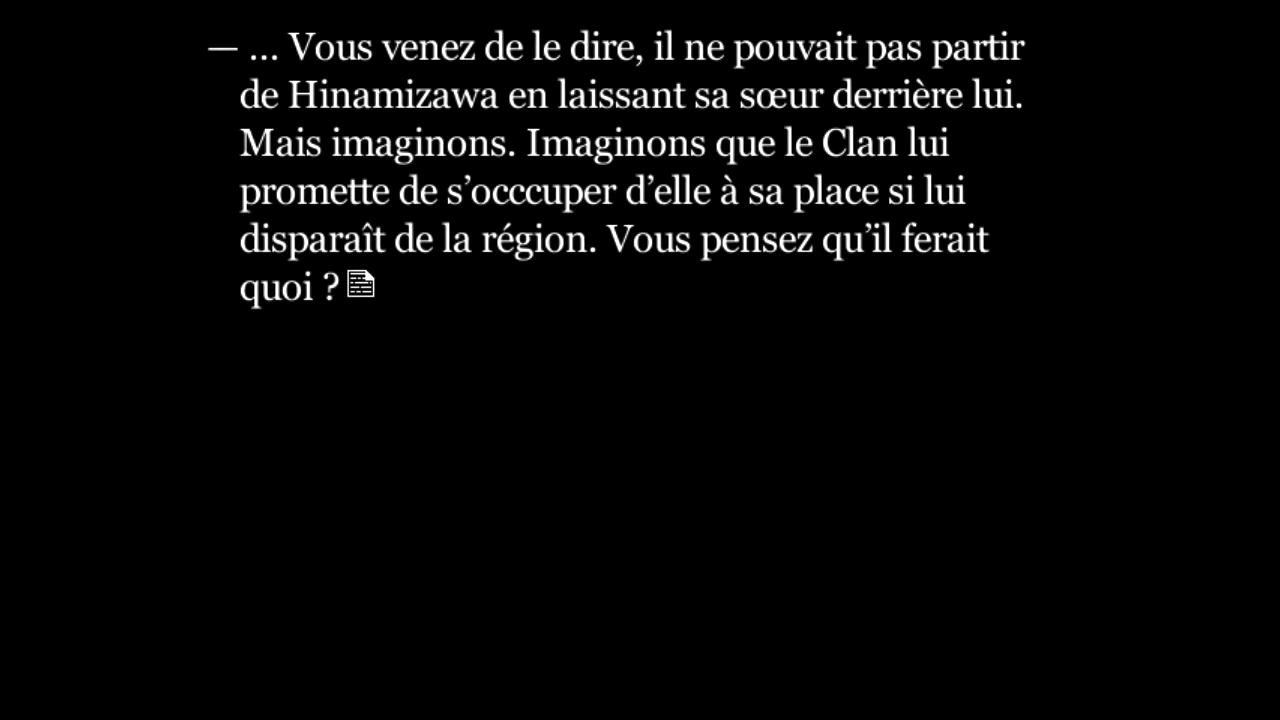 — … Vous venez de le dire, il ne pouvait pas partir
de Hinamizawa en laissant sa sœur derrière lui.
Mais imaginons. Imaginons que le Clan lui
promette de s’occcuper d’elle à sa place si lui
disparaît de la région. Vous pensez qu’il ferait
quoi ?